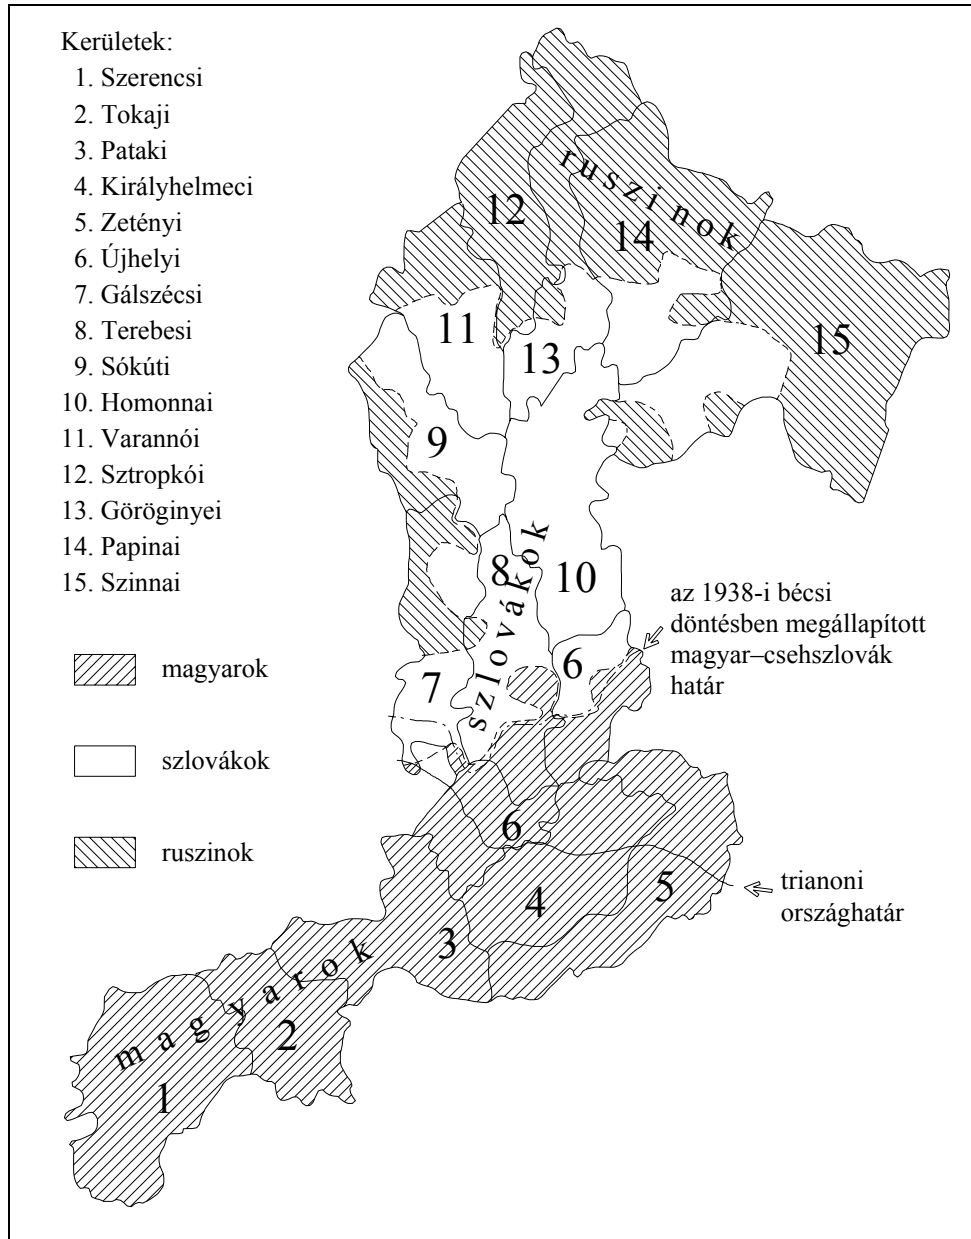 Kerületek:
1. Szerencsi
2. Tokaji
3. Pataki
4. Királyhelmeci
5. Zetényi
6. Újhelyi
7. Gálszécsi
8. Terebesi
9. Sókúti
10. Homonnai
11. Varannói
12. Sztropkói
13. Göröginyei
14. Papinai
15. Szinnai
magyarok
szlovákok
ruszinok
ruszinok
12
14
15
11
13
9
8
10
szlovákok
az 1938-i bécsi
döntésben megállapított
magyar–csehszlovák
határ
6
7
6
4
5
trianoni
országhatár
3
magyarok
2
1